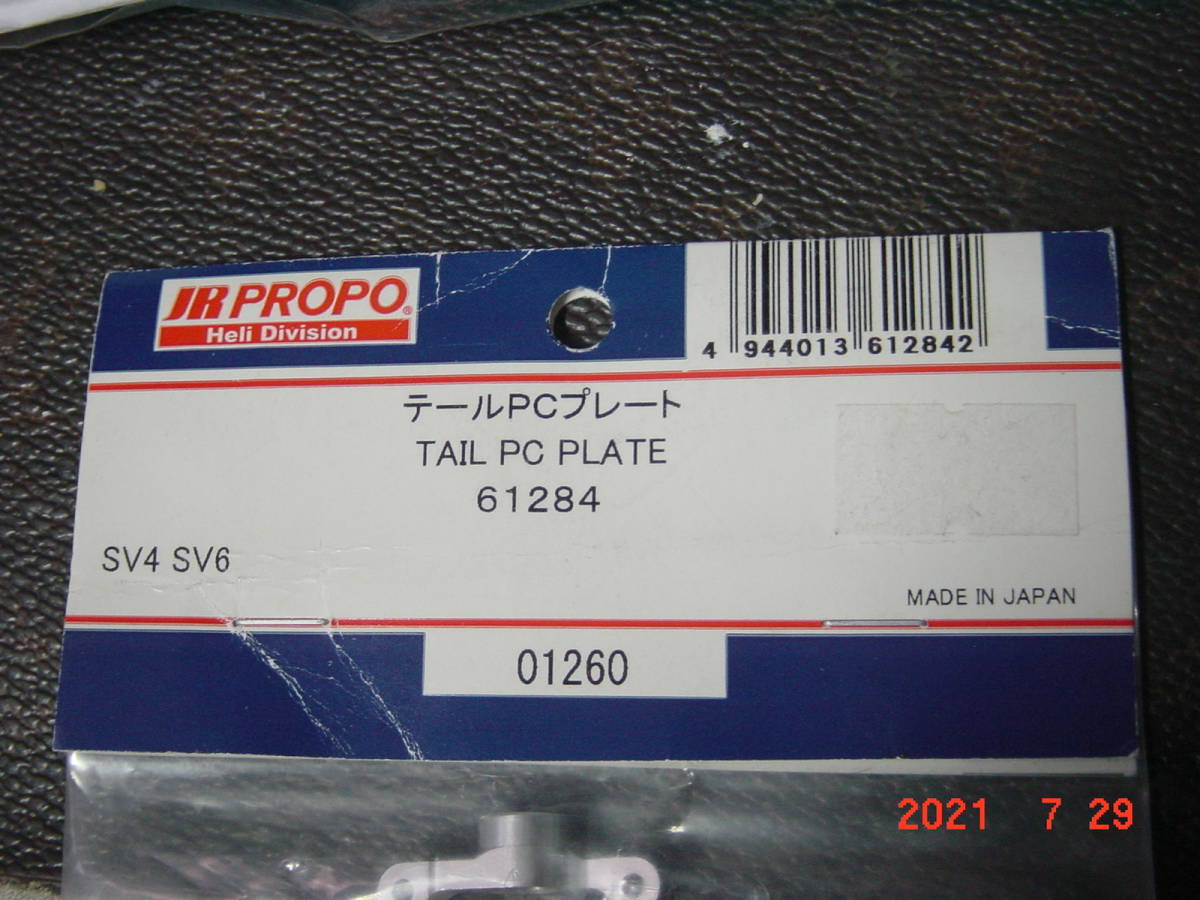 JR PROPO®
Heli Division
4 944013 612842
テールPCプレート
TAIL PC PLATE
61284
SV4 SV6
MADE IN JAPAN
01260
2021 7 29